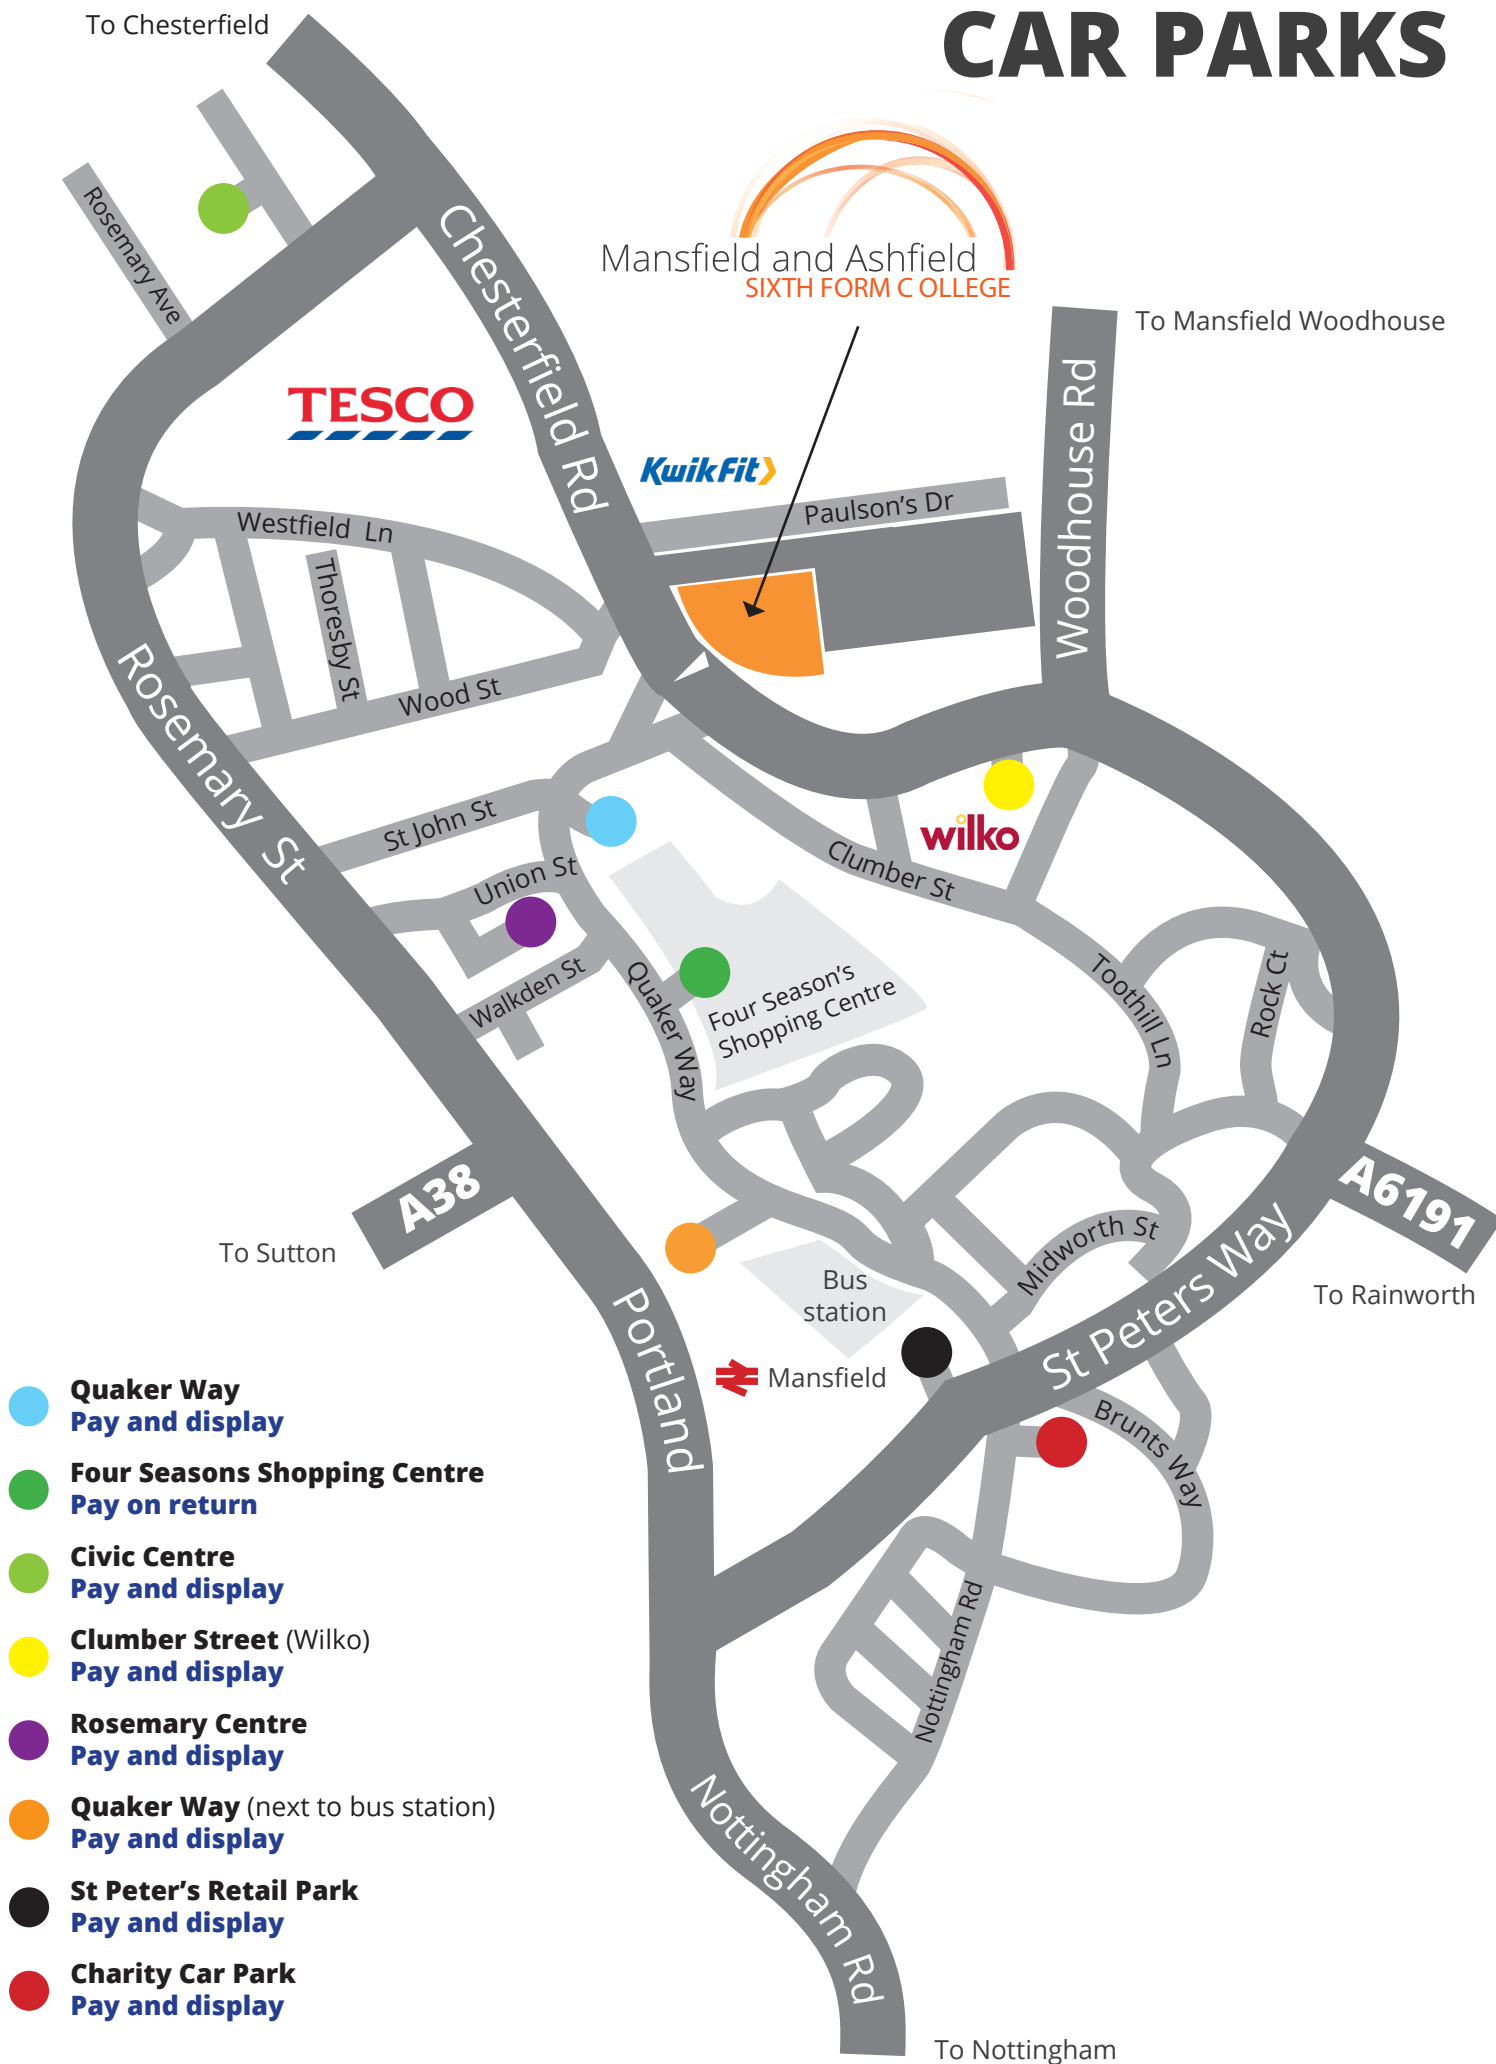 To Chesterfield
CAR PARKS
Rosemary Ave
Chesterfield Rd
Mansfield and Ashfield
SIXTH FORM C OLLEGE
To Mansfield Woodhouse
Woodhouse Rd
TESCO
KwikFit
Paulson's Dr
Westfield Ln
Thoresby St
Wood St
Rosemary St
St John St
Union St
Walkden St
Quaker Way
wilko
Clumber St
Four Season's
Shopping Centre
Toothill Ln
Rock Ct
A38
To Sutton
A6191
To Rainworth
Midworth St
St Peters Way
Bus
station
Portland
Mansfield
Brunts Way
Nottingham Rd
Nottingham Rd
To Nottingham
Quaker Way
Pay and display
Four Seasons Shopping Centre
Pay on return
Civic Centre
Pay and display
Clumber Street (Wilko)
Pay and display
Rosemary Centre
Pay and display
Quaker Way (next to bus station)
Pay and display
St Peter’s Retail Park
Pay and display
Charity Car Park
Pay and display